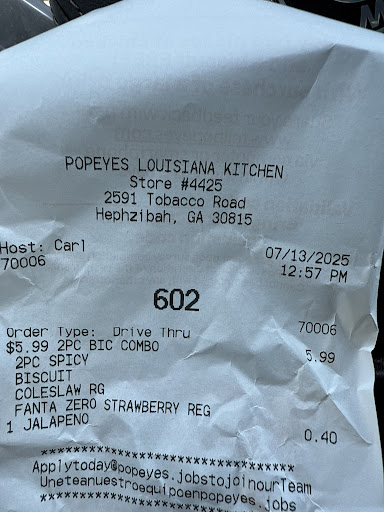 POPEYES LOUISIANA KITCHEN
Store #4425
2591 Tobacco Road
Hephzibah, GA 30815
Host: Carl 07/13/2025
70006 12:57 PM
602
Order Type: Drive Thru 70006
$5.99 2PC BIC COMBO 5.99
2PC SPICY
BISCUIT
COLESLAW RG
FANTA ZERO STRAWBERRY REG
1 JALAPENO 0.40
********************************
Applytoday@popeyes.jobstojoinourTeam
Uneteanuestroequipoenpopeyes.jobs
********************************